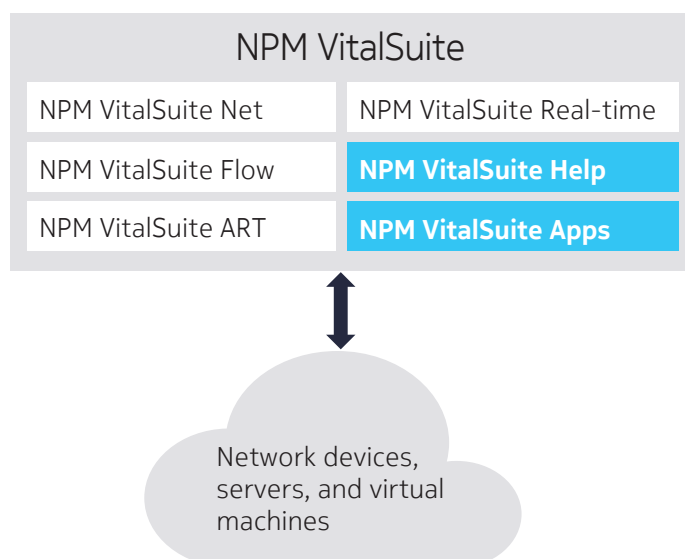 NPM VitalSuite
NPM VitalSuite Net
NPM VitalSuite Real-time
NPM VitalSuite Flow
NPM VitalSuite Help
NPM VitalSuite ART
NPM VitalSuite Apps
Network devices,
servers, and virtual
machines